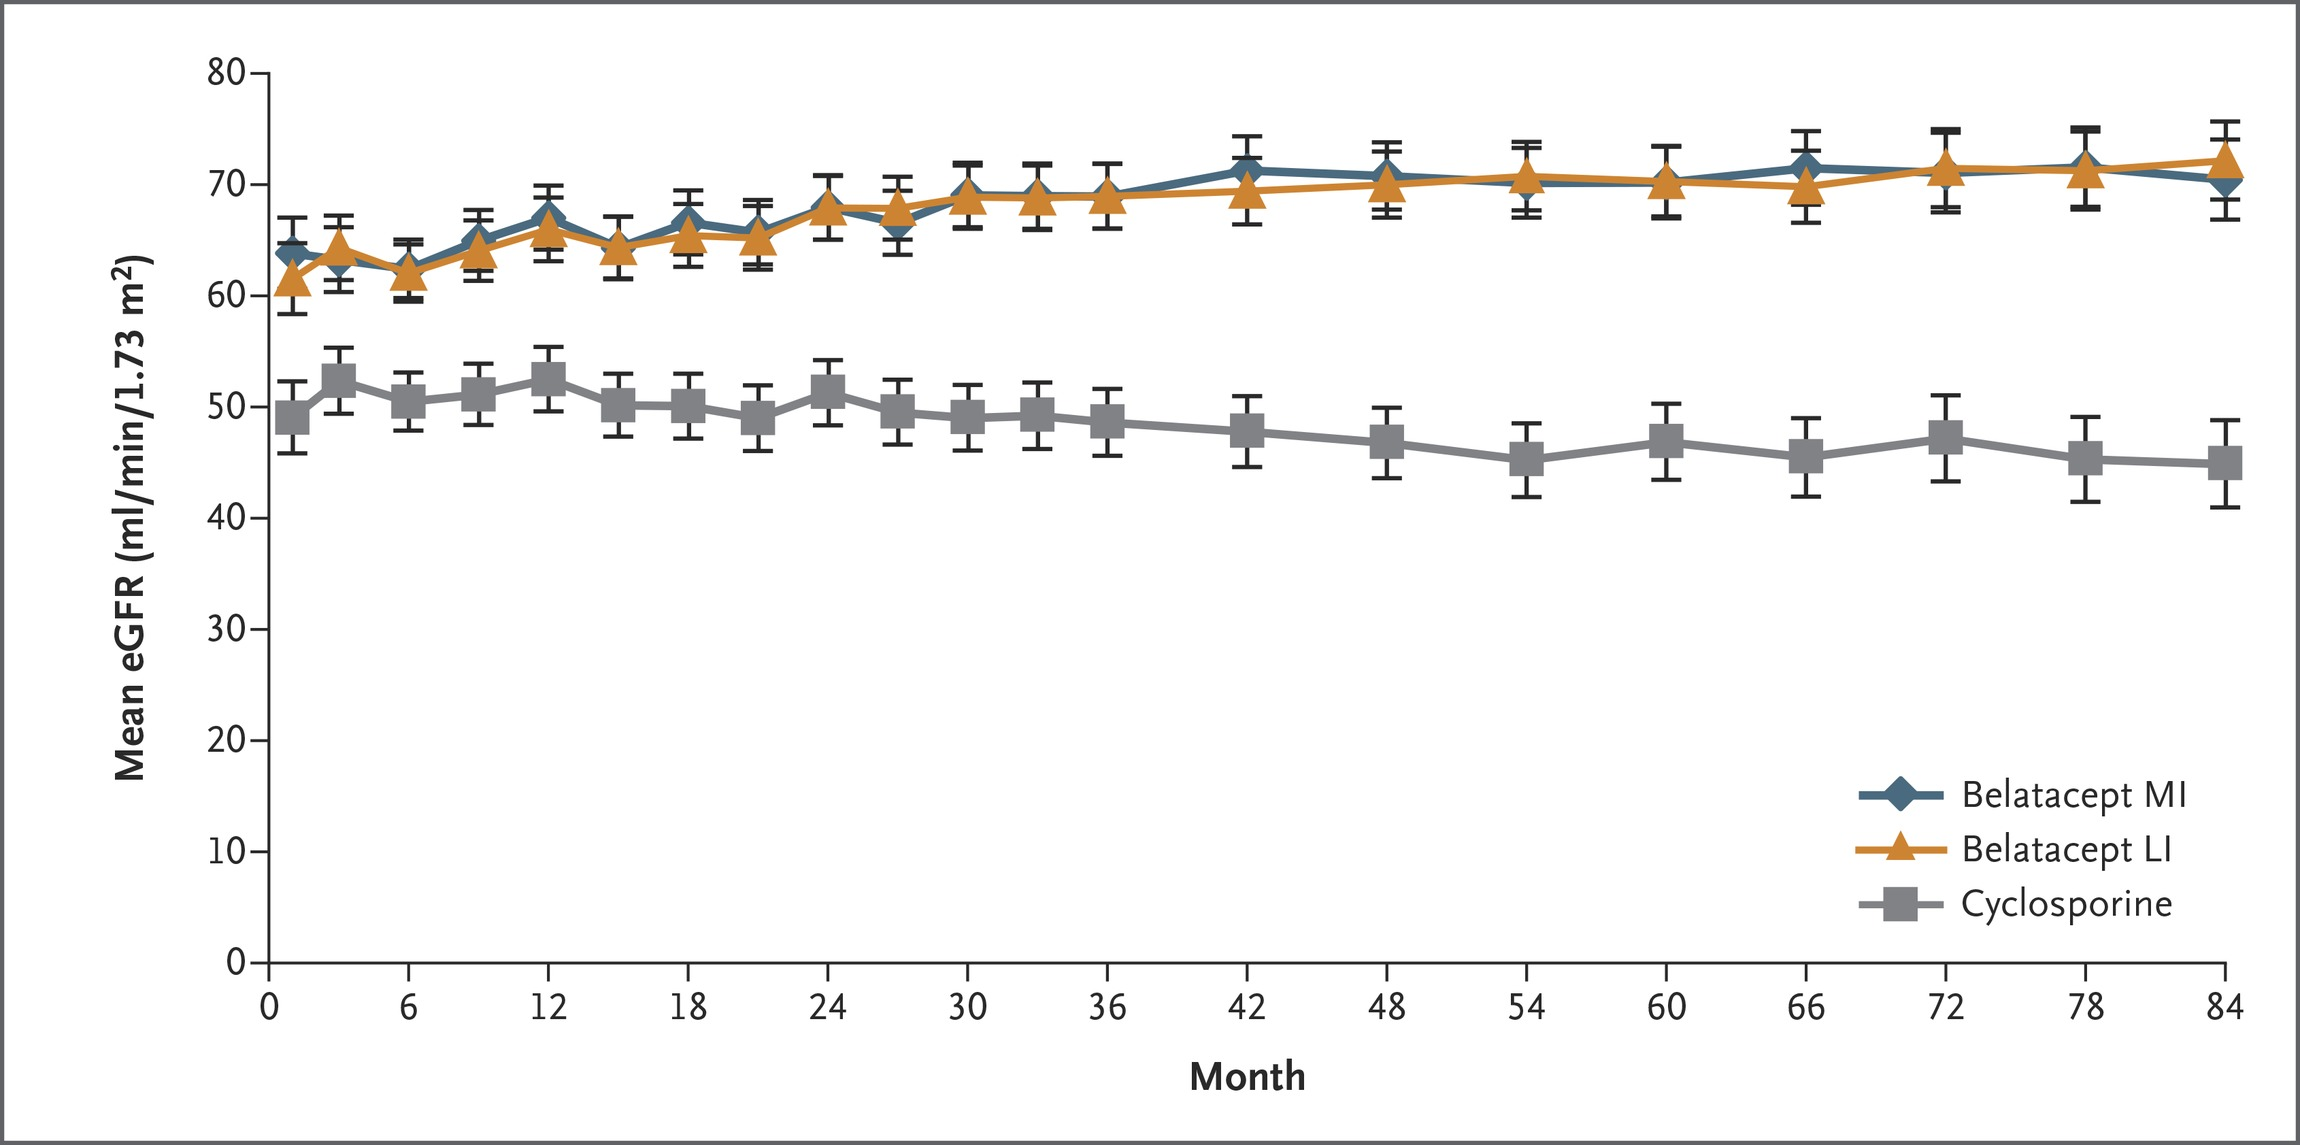 80
70
60
50
40
30
20
10
0
Mean eGFR (ml/min/1.73 m²)
0 6 12 18 24 30 36 42 48 54 60 66 72 78 84
Month
Belatacept MI
Belatacept LI
Cyclosporine